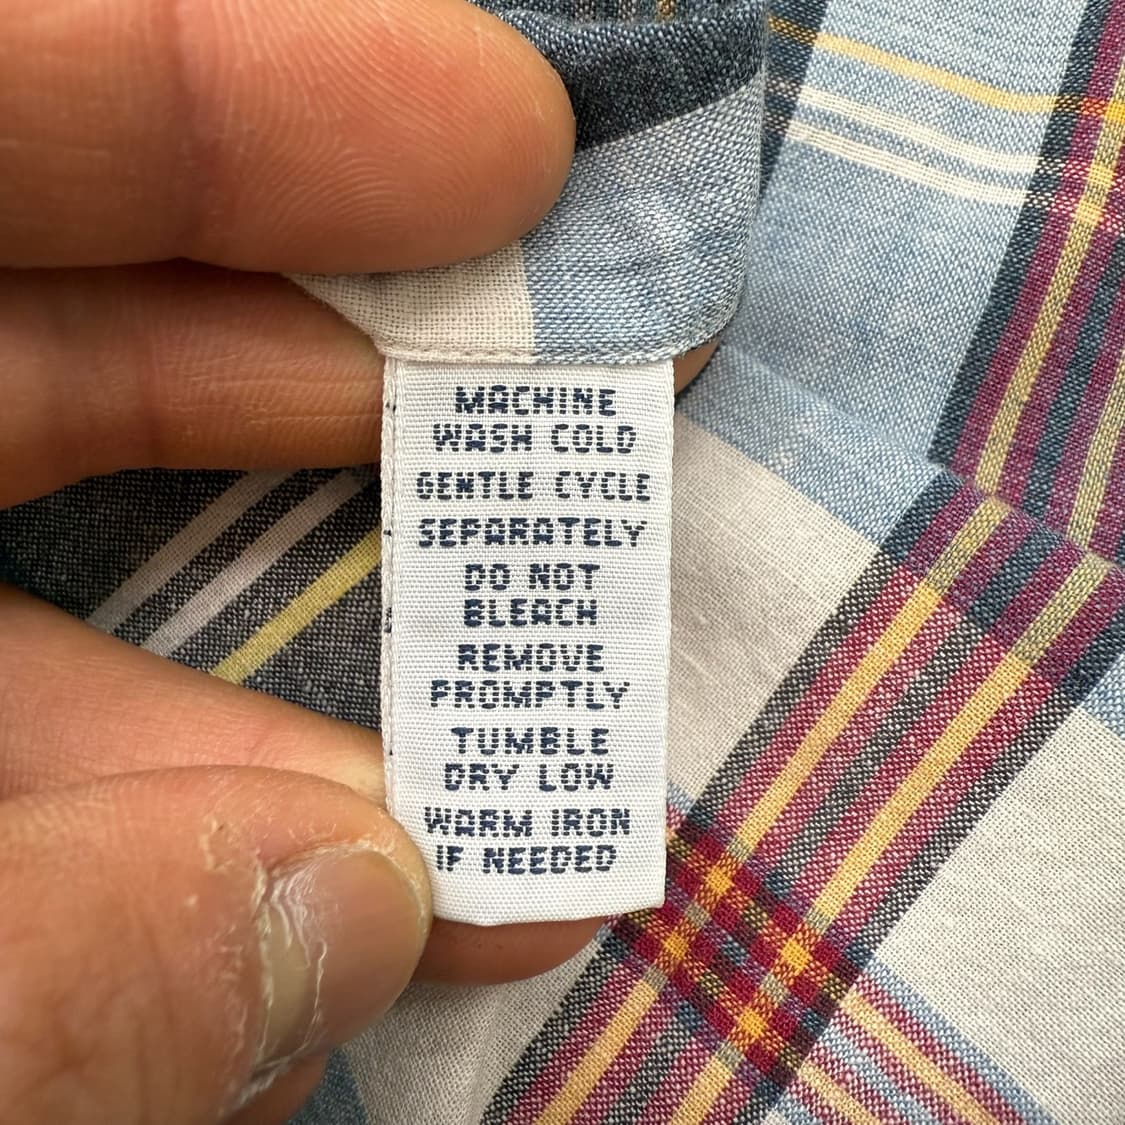 MACHINE
WASH COLD
GENTLE CYCLE
SEPARATELY
DO NOT
BLEACH
REMOVE
PROMPTLY
TUMBLE
DRY LOW
WARM IRON
IF NEEDED